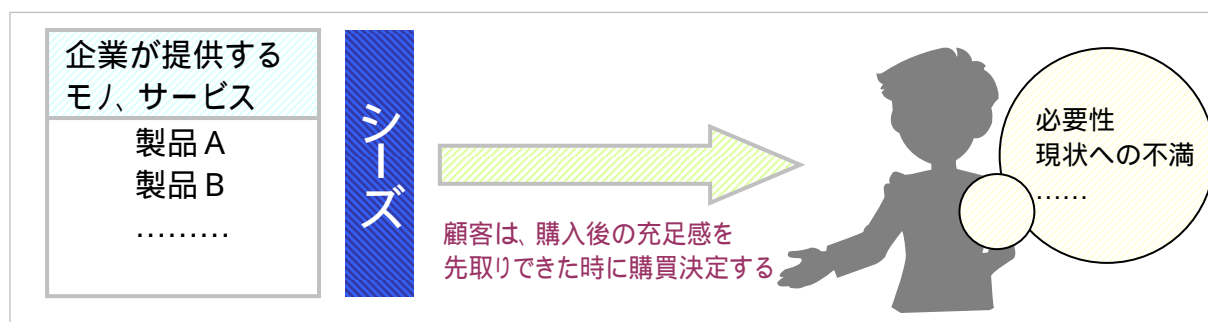 企業が提供する
モノ、サービス
製品A
製品B
………
シーズ
顧客は、購入後の充足感を
先取りできた時に購買決定する
必要性
現状への不満
……